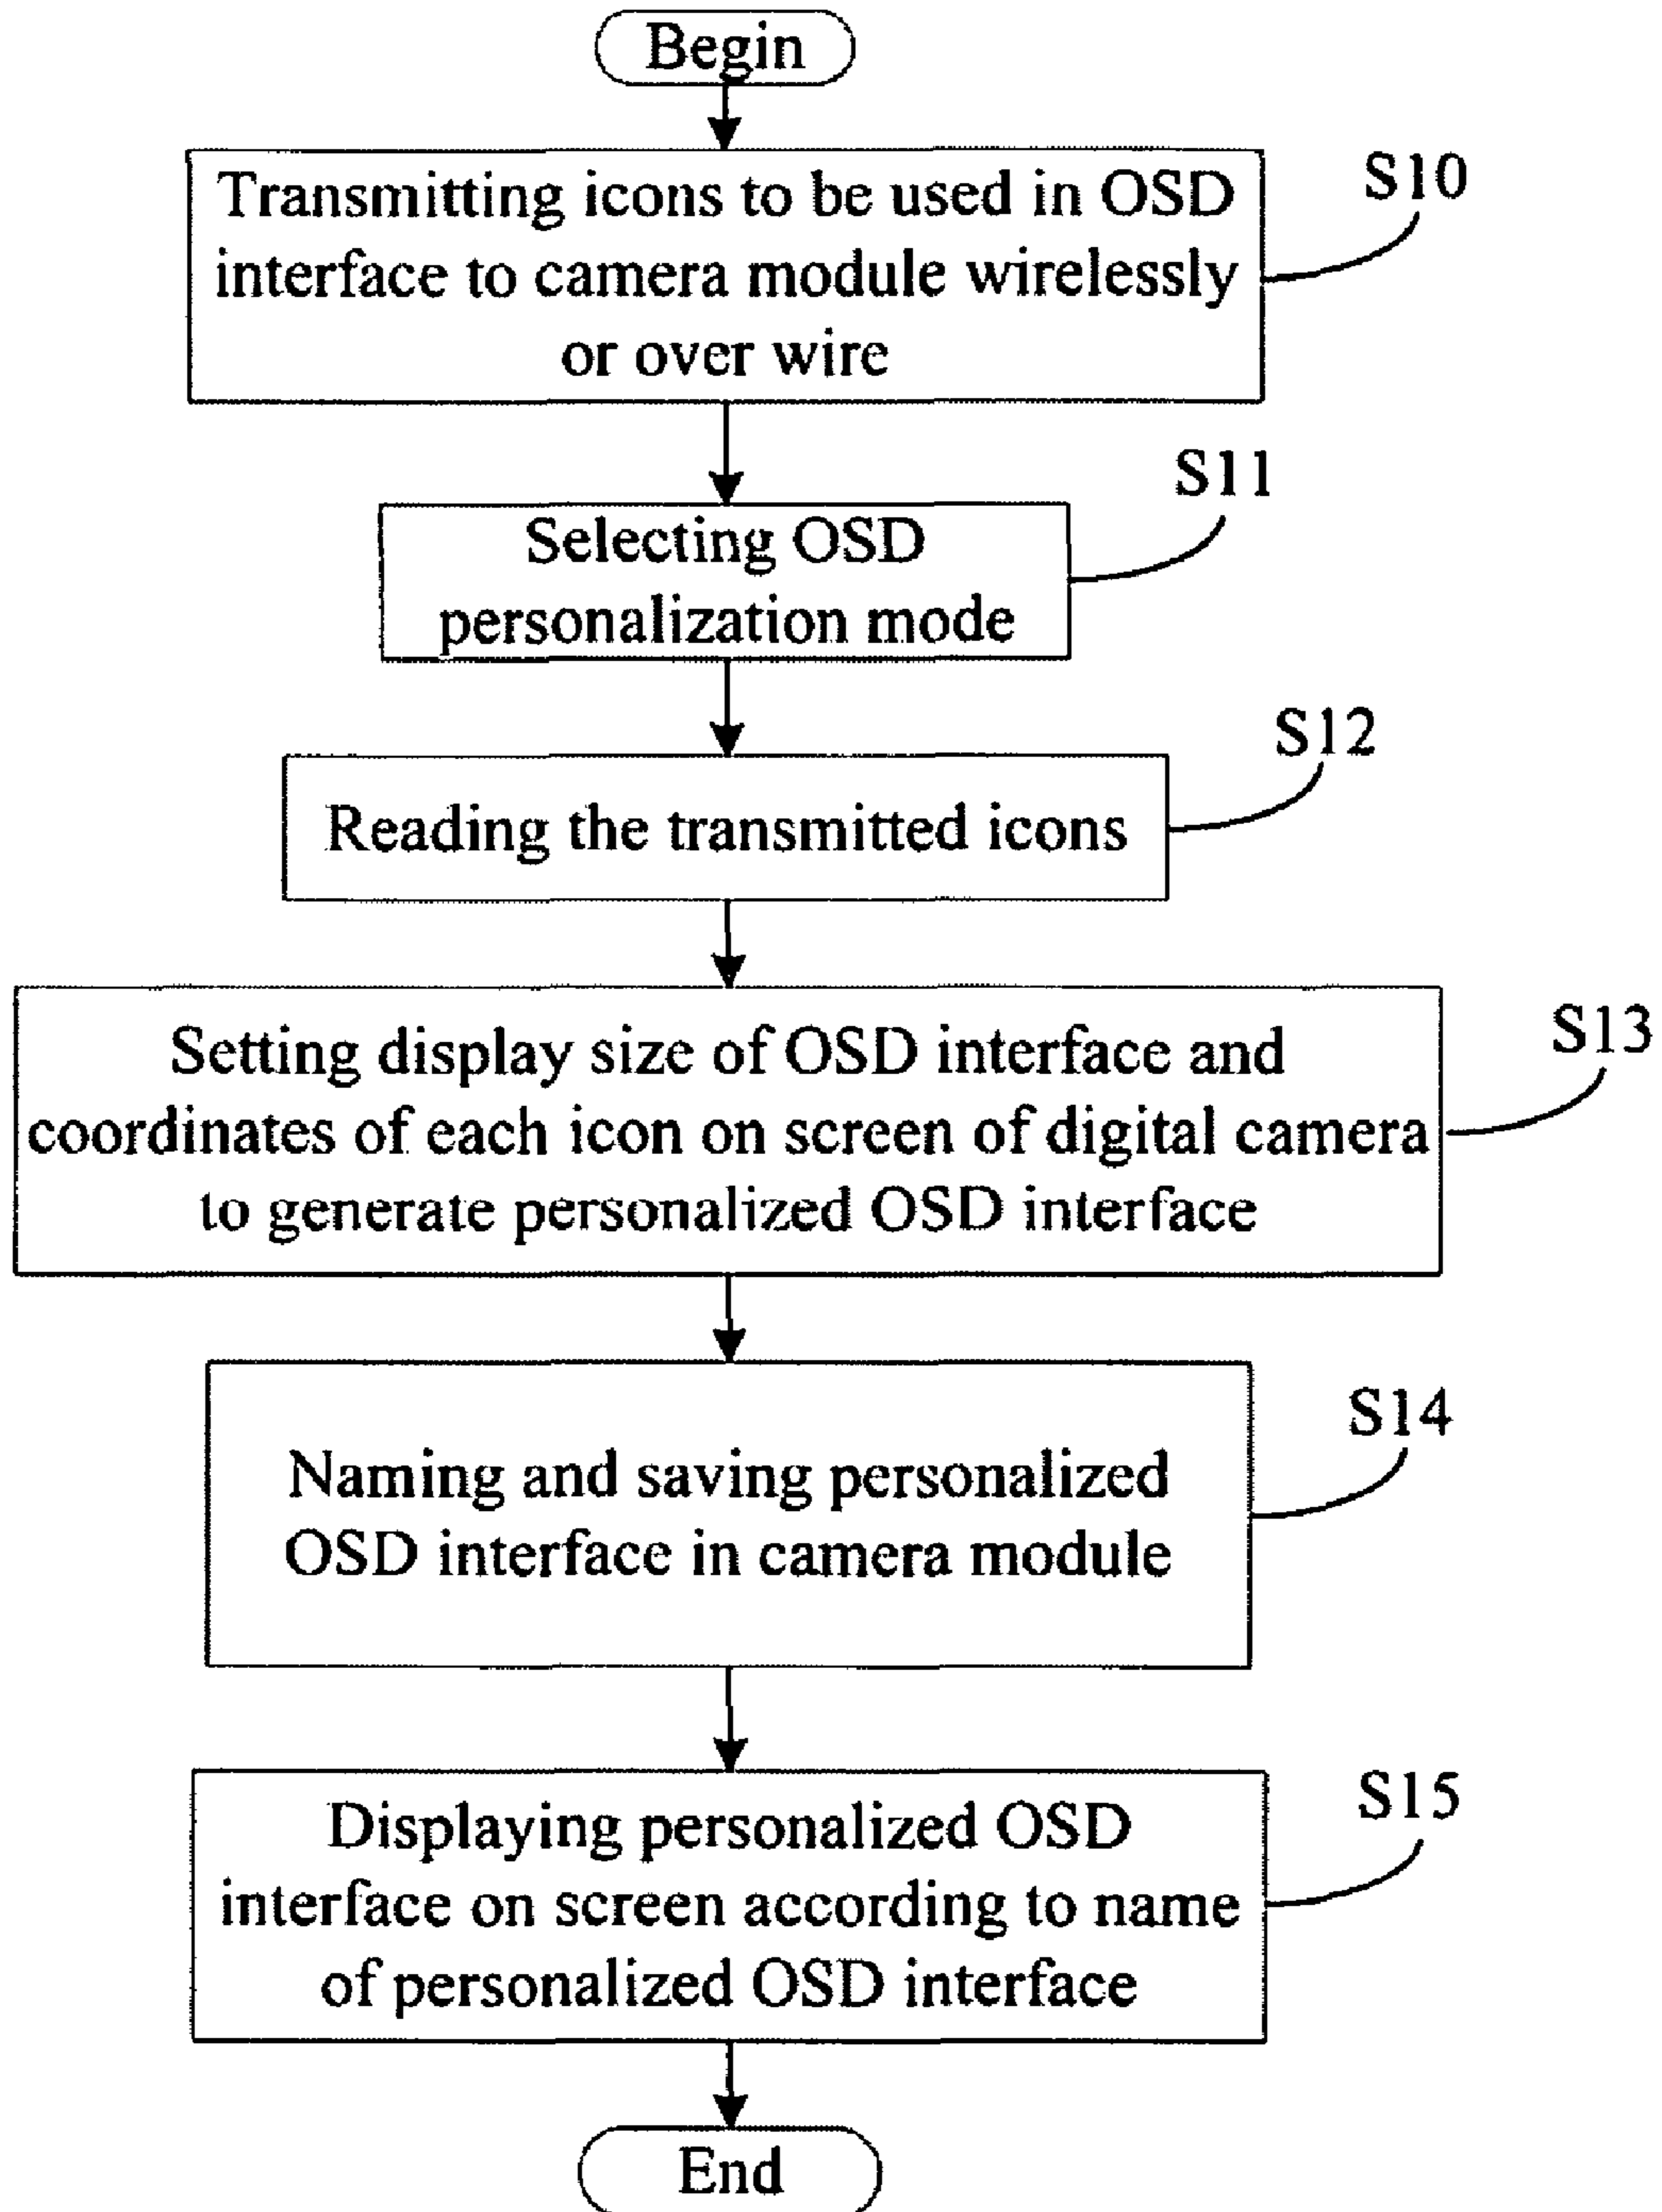 Begin
Transmitting icons to be used in OSD
interface to camera module wirelessly
or over wire
S10
Selecting OSD
personalization mode
S11
Reading the transmitted icons
S12
Setting display size of OSD interface and
coordinates of each icon on screen of digital camera
to generate personalized OSD interface
S13
Naming and saving personalized
OSD interface in camera module
S14
Displaying personalized OSD
interface on screen according to name
of personalized OSD interface
S15
End